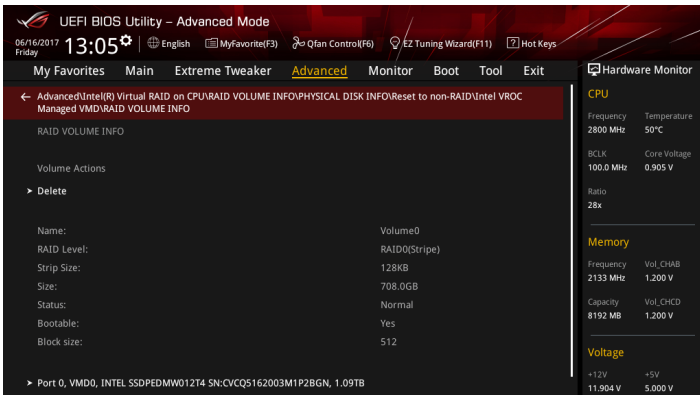 UEFI BIOS Utility – Advanced Mode
06/16/2017 Friday 13:05 English MyFavorite(F3) Qfan Control(F6) EZ Tuning Wizard(F11) ? Hot Keys
My Favorites Main Extreme Tweaker Advanced Monitor Boot Tool Exit
Hardware Monitor
← Advanced\Intel(R) Virtual RAID on CPU\RAID VOLUME INFO\PHYSICAL DISK INFO\Reset to non-RAID\Intel VROC
Managed VMD\RAID VOLUME INFO
RAID VOLUME INFO
Volume Actions
> Delete
Name: Volume0
RAID Level: RAID0(Stripe)
Strip Size: 128KB
Size: 708.0GB
Status: Normal
Bootable: Yes
Block size: 512
> Port 0, VMD0, INTEL SSDPEDMW012T4 SN:CVCQ5162003M1P2BGN, 1.09TB
CPU
Frequency Temperature
2800 MHz 50°C
BCLK Core Voltage
100.0 MHz 0.905 V
Ratio
28x
Memory
Frequency Vol_CHAB
2133 MHz 1.200 V
Capacity Vol_CHCD
8192 MB 1.200 V
Voltage
+12V +5V
11.904 V 5.000 V